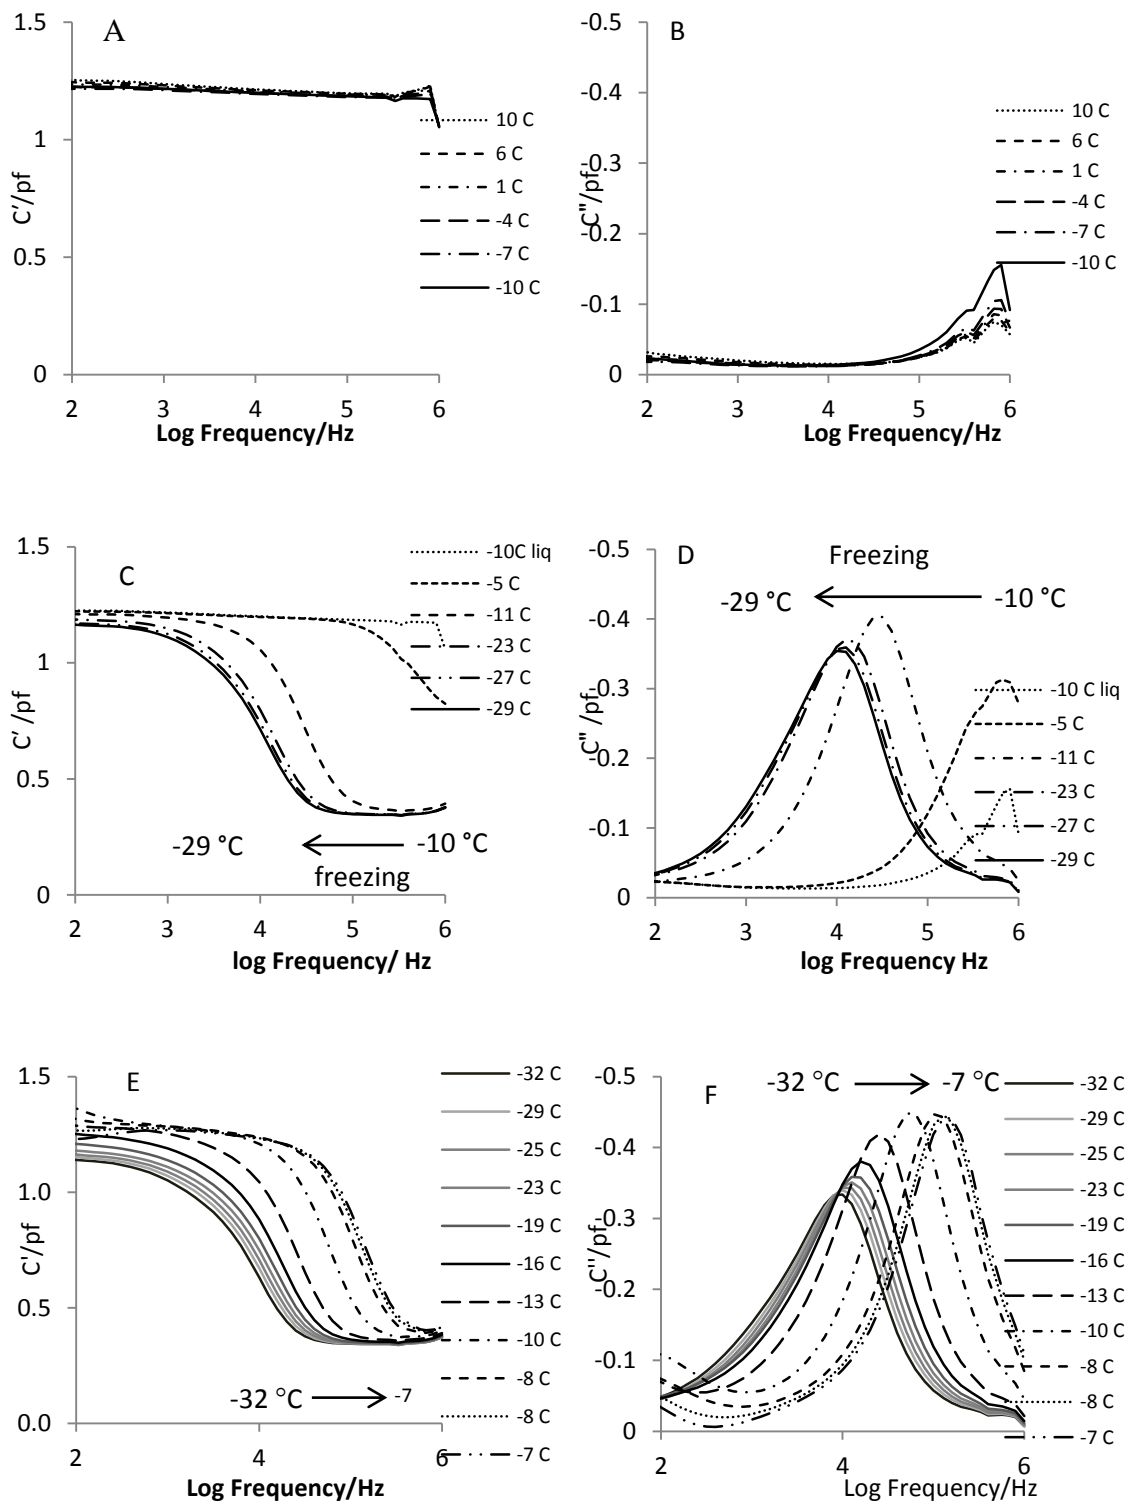 A
1.5
1
0.5
0
C'/pf
2 3 4 5 6
Log Frequency/Hz
10 C
6 C
1 C
-4 C
-7 C
-10 C
B
-0.5
-0.4
-0.3
-0.2
-0.1
0
C"/pf
2 3 4 5 6
Log Frequency/Hz
10 C
6 C
1 C
-4 C
-7 C
-10 C
C
1.5
1
0.5
0
C' /pf
2 3 4 5 6
log Frequency/ Hz
-10C liq
-5 C
-11 C
-23 C
-27 C
-29 C
-29 °C -10 °C
freezing
D
Freezing
-29 °C -10 °C
-0.5
-0.4
-0.3
-0.2
-0.1
0
C" /pf
2 3 4 5 6
log Frequency Hz
-10 C liq
-5 C
-11 C
-23 C
-27 C
-29 C
E
1.5
1.0
0.5
0.0
C'/pf
2 4 6
Log Frequency/Hz
-32 °C -7
-32 C
-29 C
-25 C
-23 C
-19 C
-16 C
-13 C
-10 C
-8 C
-8 C
-7 C
F
-32 °C -7 °C
-0.5
-0.4
-0.3
-0.2
-0.1
0
C"/pf
2 4 6
Log Frequency/Hz
-32 C
-29 C
-25 C
-23 C
-19 C
-16 C
-13 C
-10 C
-8 C
-8 C
-7 C